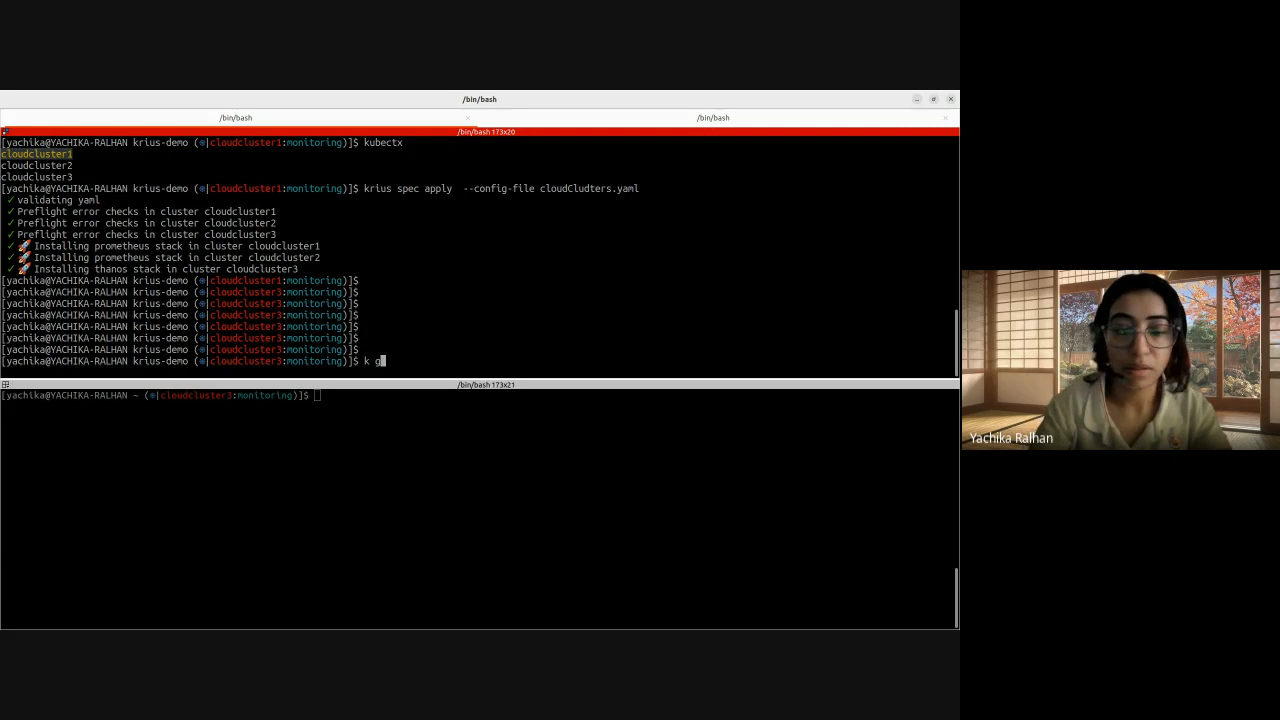 /bin/bash
/bin/bash
/bin/bash
/bin/bash 173x20
[yachika@YACHIKA-RALHAN krius-demo (⎈|cloudcluster1:monitoring)]$ kubectx
cloudcluster1
cloudcluster2
cloudcluster3
[yachika@YACHIKA-RALHAN krius-demo (⎈|cloudcluster1:monitoring)]$ krius spec apply  --config-file cloudCludters.yaml
✓ validating yaml
✓ Preflight error checks in cluster cloudcluster1
✓ Preflight error checks in cluster cloudcluster2
✓ Preflight error checks in cluster cloudcluster3
✓ 🚀 Installing prometheus stack in cluster cloudcluster1
✓ 🚀 Installing prometheus stack in cluster cloudcluster2
✓ 🚀 Installing thanos stack in cluster cloudcluster3
[yachika@YACHIKA-RALHAN krius-demo (⎈|cloudcluster1:monitoring)]$
[yachika@YACHIKA-RALHAN krius-demo (⎈|cloudcluster3:monitoring)]$
[yachika@YACHIKA-RALHAN krius-demo (⎈|cloudcluster3:monitoring)]$
[yachika@YACHIKA-RALHAN krius-demo (⎈|cloudcluster3:monitoring)]$
[yachika@YACHIKA-RALHAN krius-demo (⎈|cloudcluster3:monitoring)]$
[yachika@YACHIKA-RALHAN krius-demo (⎈|cloudcluster3:monitoring)]$
[yachika@YACHIKA-RALHAN krius-demo (⎈|cloudcluster3:monitoring)]$
[yachika@YACHIKA-RALHAN krius-demo (⎈|cloudcluster3:monitoring)]$ k g
/bin/bash 173x21
[yachika@YACHIKA-RALHAN ~ (⎈|cloudcluster3:monitoring)]$
Yachika Ralhan